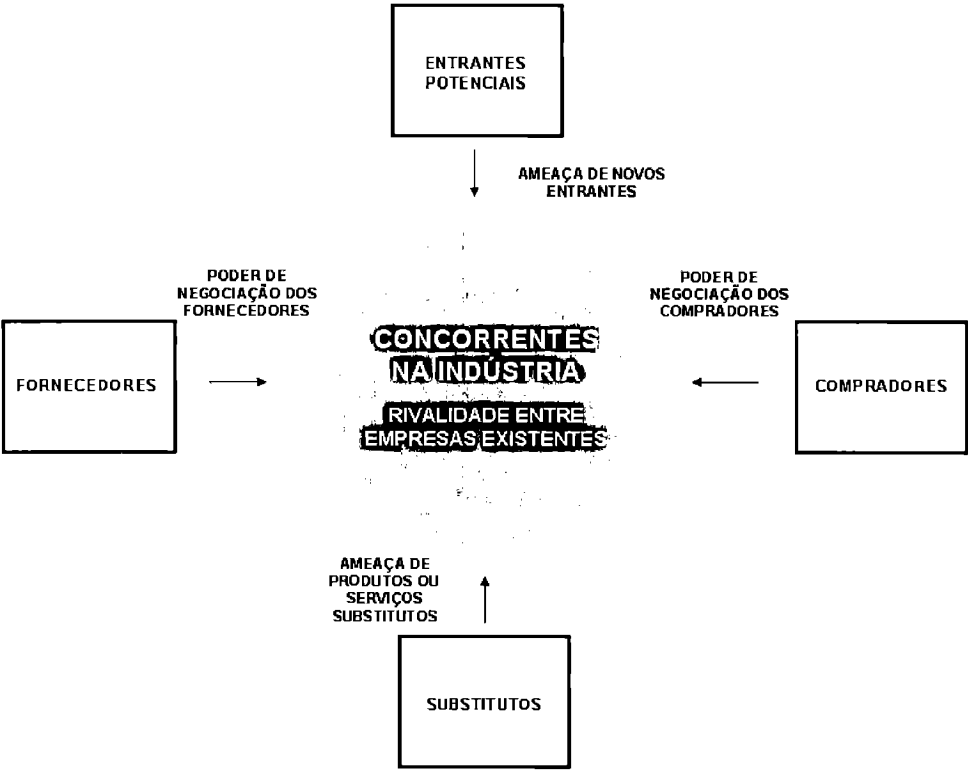 ENTRANTES
POTENCIAIS
AMEAÇA DE NOVOS
ENTRANTES
PODER DE
NEGOCIAÇÃO DOS
FORNECEDORES
PODER DE
NEGOCIAÇÃO DOS
COMPRADORES
FORNECEDORES
CONCORRENTES
NA INDÚSTRIA
RIVALIDADE ENTRE
EMPRESAS EXISTENTES
COMPRADORES
AMEAÇA DE
PRODUTOS OU
SERVIÇOS
SUBSTITUTOS
SUBSTITUTOS